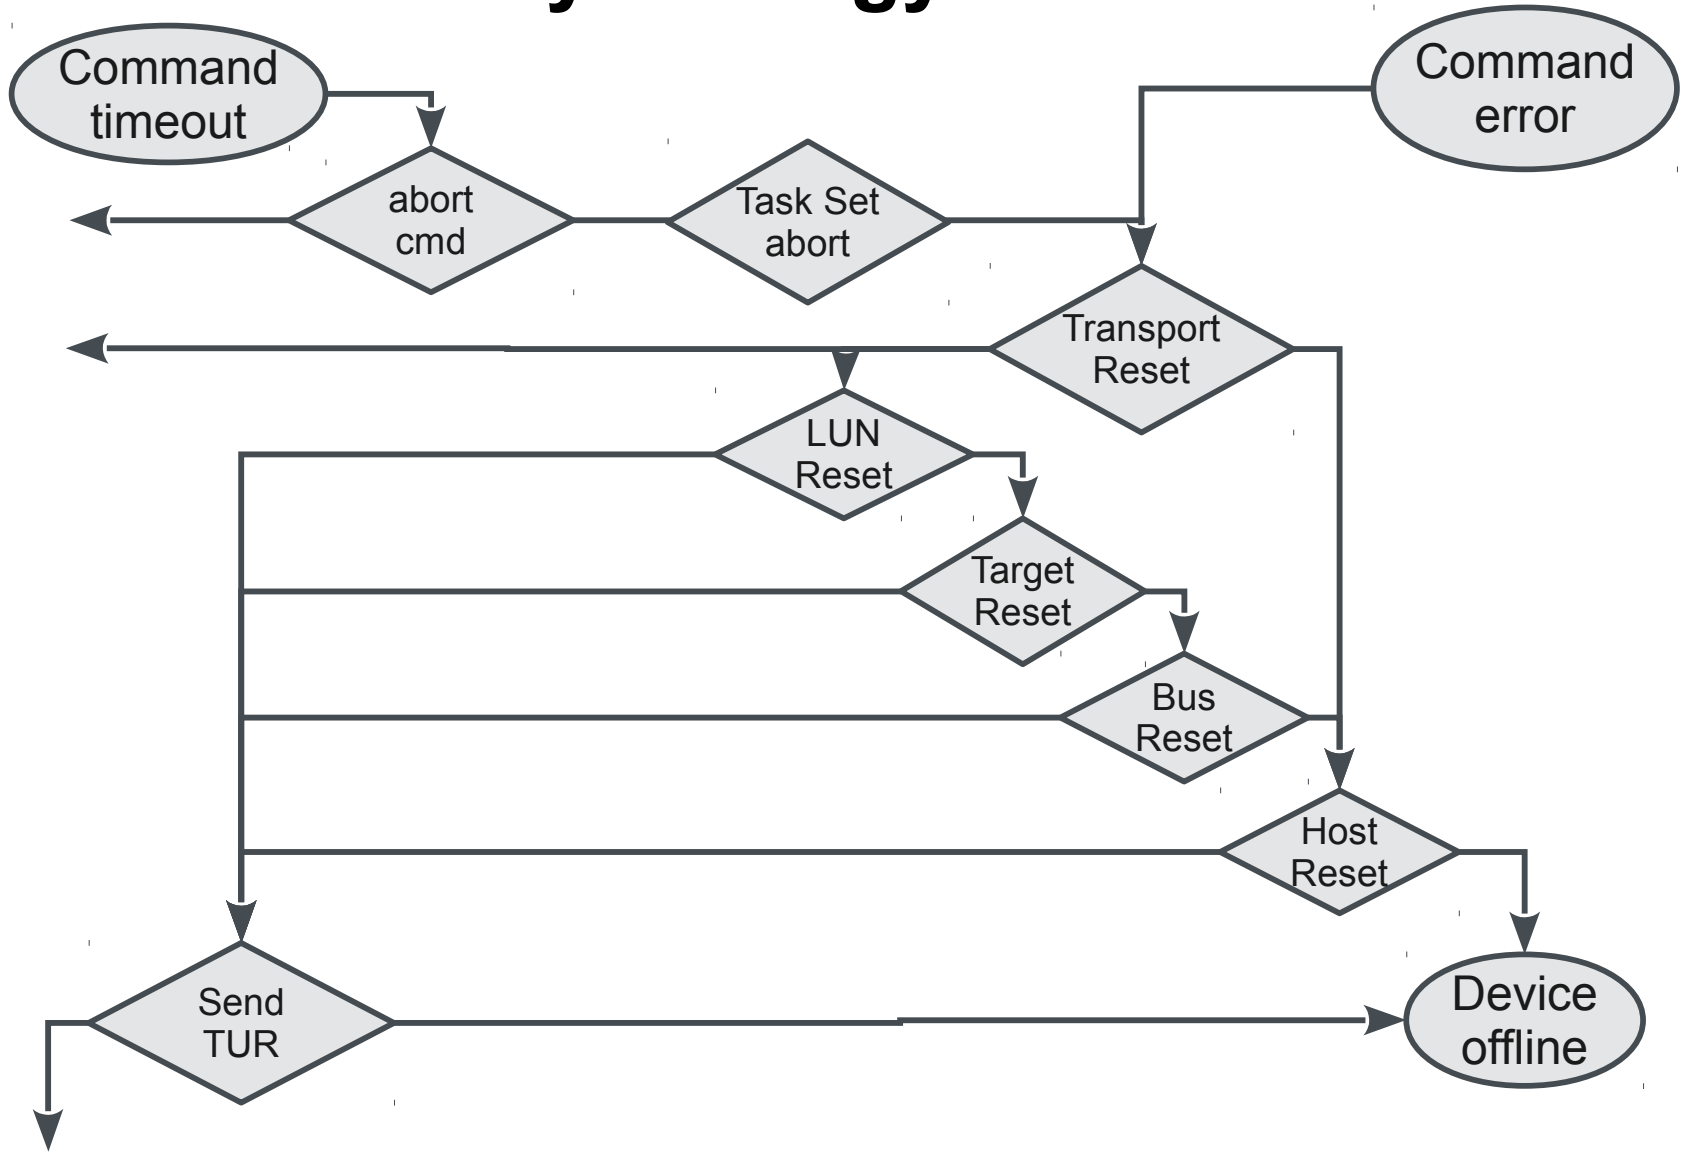 Command
timeout
Command
error
abort
cmd
Task Set
abort
Transport
Reset
LUN
Reset
Target
Reset
Bus
Reset
Host
Reset
Send
TUR
Device
offline